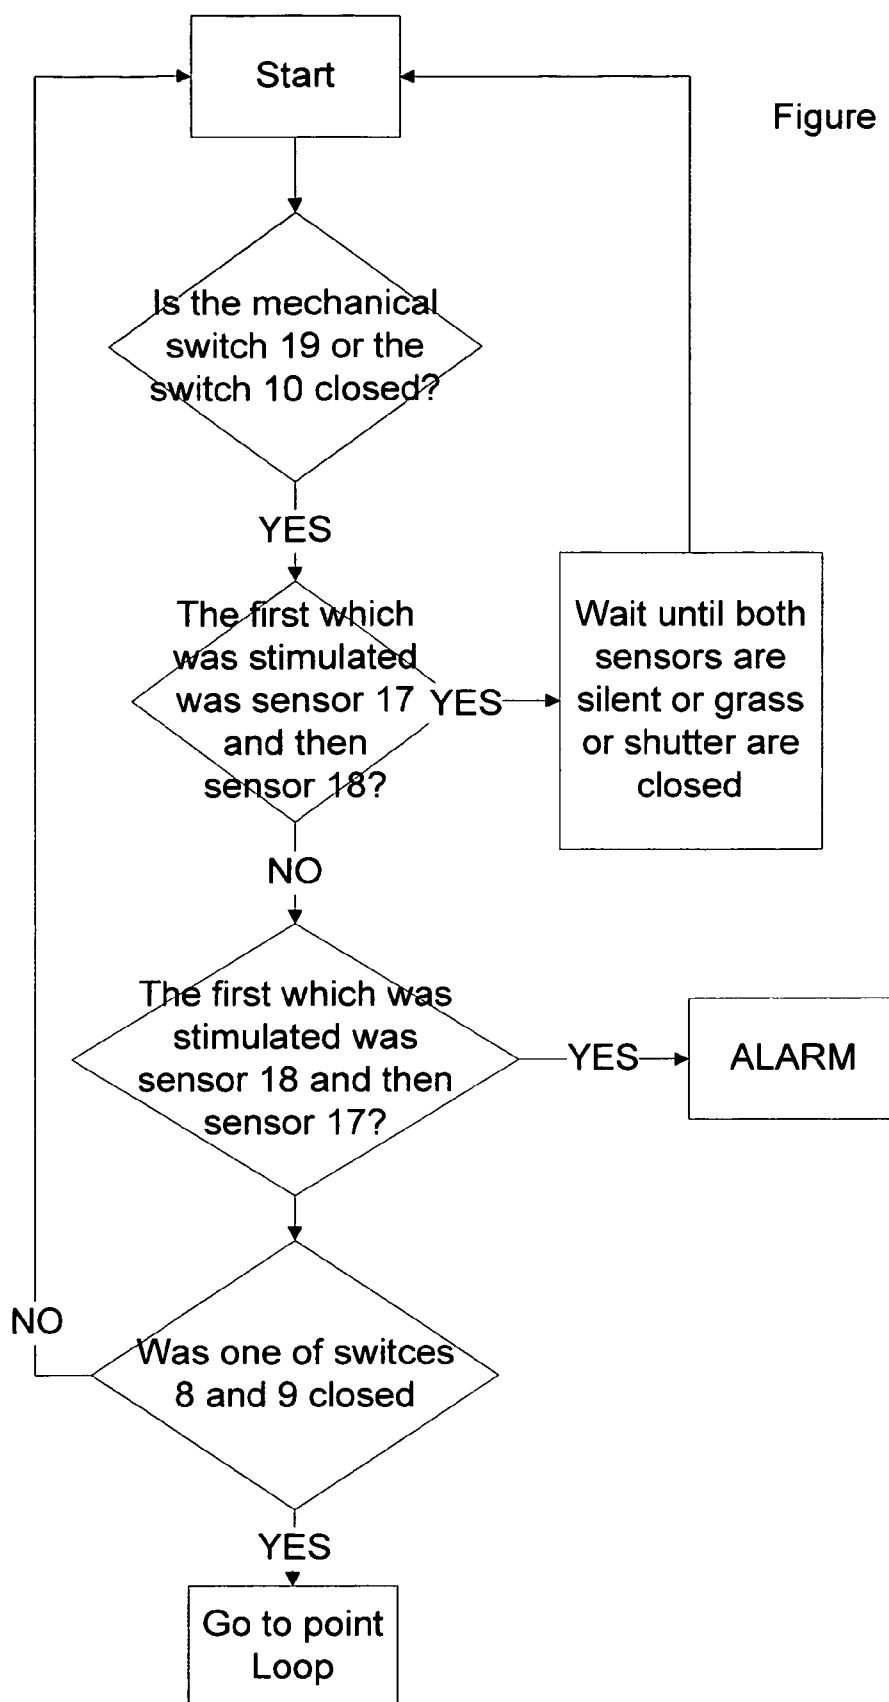 Start
Figure
Is the mechanical
switch 19 or the
switch 10 closed?
YES
The first which
was stimulated
was sensor 17
and then
sensor 18?
YES
Wait until both
sensors are
silent or grass
or shutter are
closed
NO
The first which was
stimulated was
sensor 18 and then
sensor 17?
YES
ALARM
NO
Was one of switces
8 and 9 closed
YES
Go to point
Loop